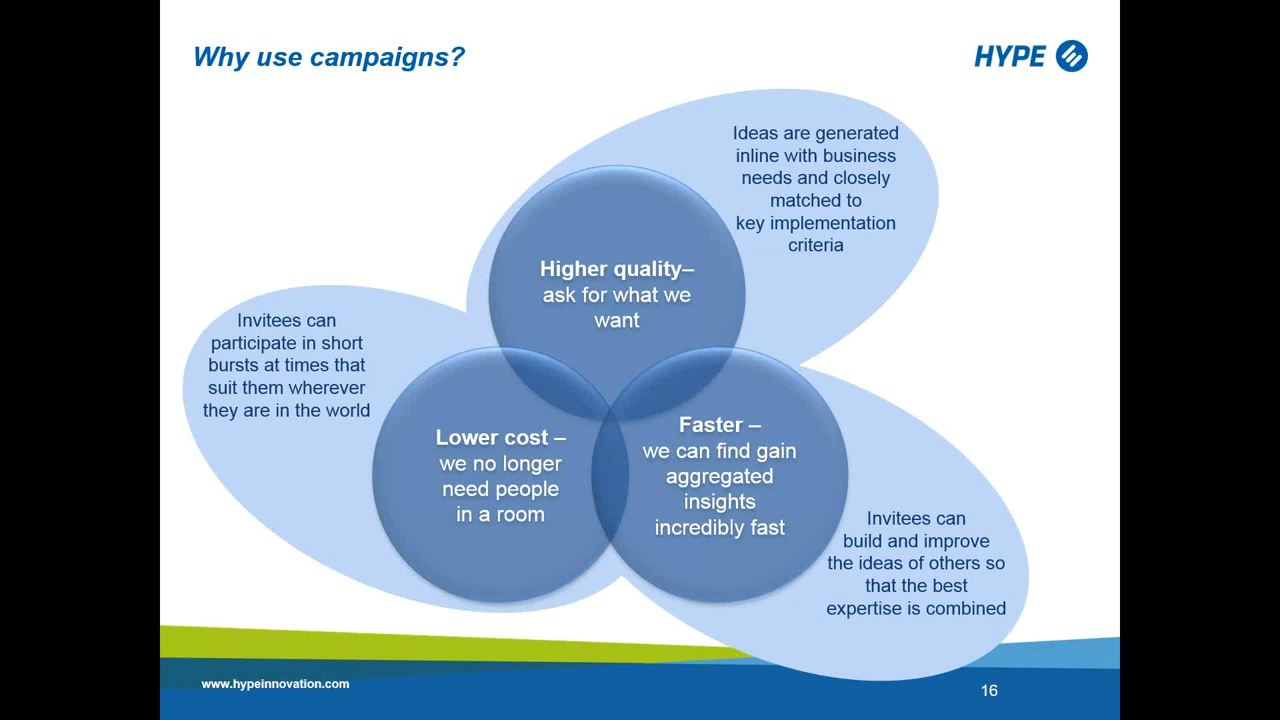 Why use campaigns?
HYPE
Ideas are generated
inline with business
needs and closely
matched to
key implementation
criteria
Higher quality–
ask for what we
want
Invitees can
participate in short
bursts at times that
suit them wherever
they are in the world
Lower cost –
we no longer
need people
in a room
Faster –
we can find gain
aggregated
insights
incredibly fast
Invitees can
build and improve
the ideas of others so
that the best
expertise is combined
www.hypeinnovation.com
16